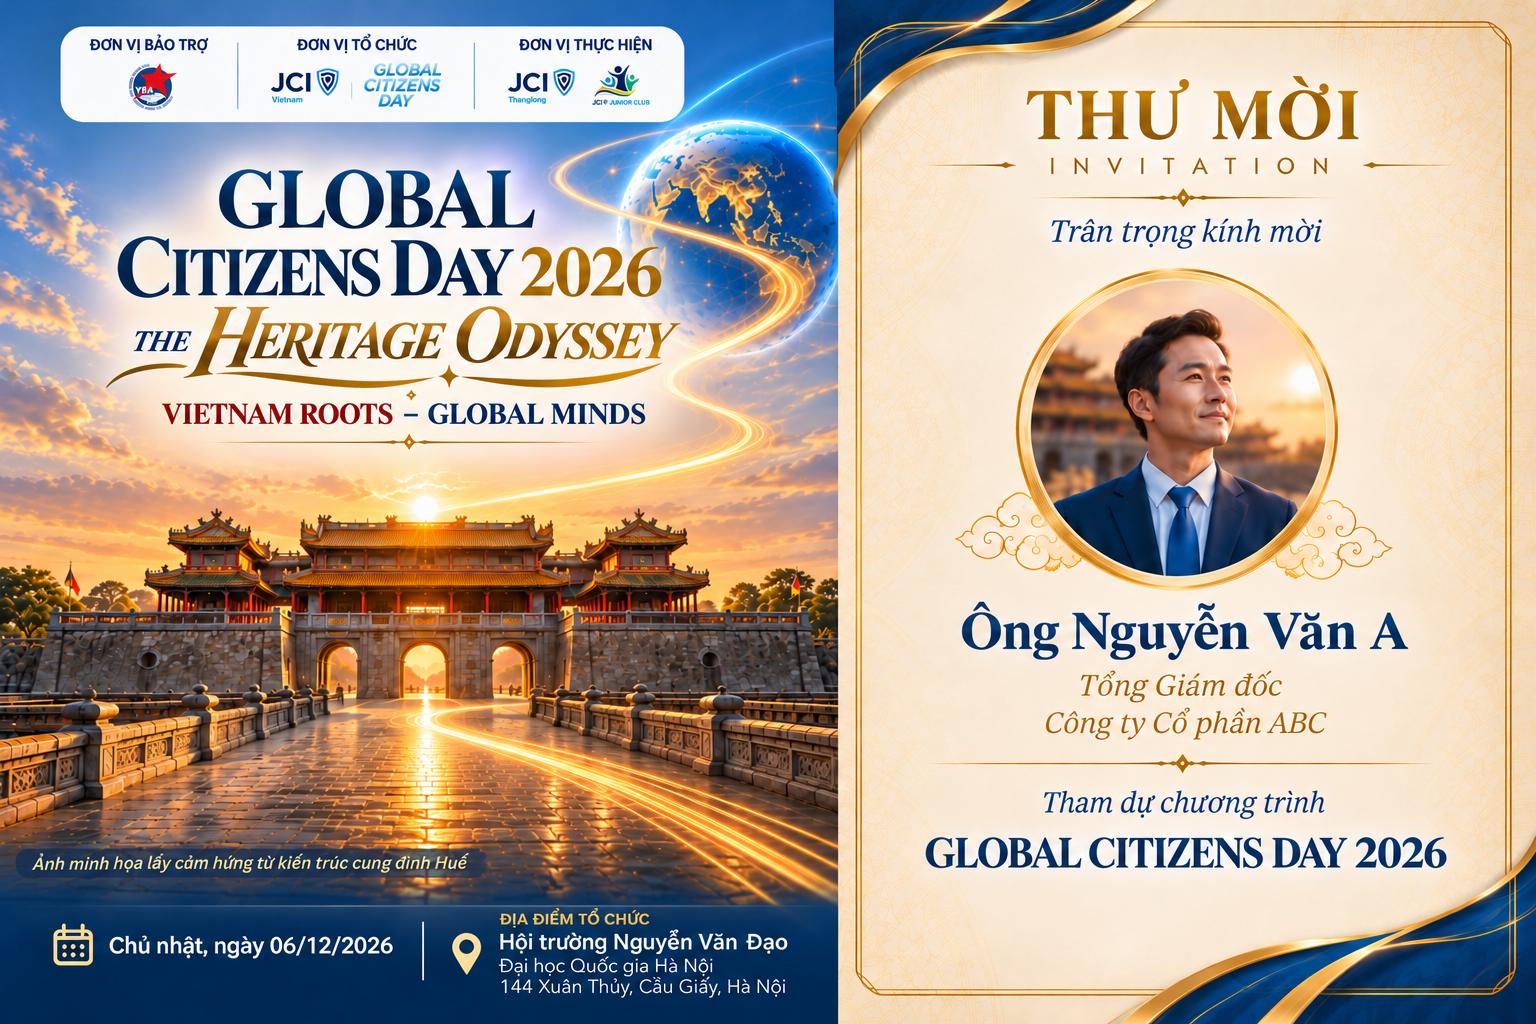 ĐƠN VỊ BẢO TRỢ
YBA
ĐƠN VỊ TỔ CHỨC
JCI
Vietnam
GLOBAL
CITIZENS
DAY
ĐƠN VỊ THỰC HIỆN
JCI
Thanglong
JCI JUNIOR CLUB
GLOBAL
CITIZENS DAY 2026
THE HERITAGE ODYSSEY
VIETNAM ROOTS – GLOBAL MINDS
Ảnh minh họa lấy cảm hứng từ kiến trúc cung đình Huế
Chủ nhật, ngày 06/12/2026
ĐỊA ĐIỂM TỔ CHỨC
Hội trường Nguyễn Văn Đạo
Đại học Quốc gia Hà Nội
144 Xuân Thủy, Cầu Giấy, Hà Nội
THƯ MỜI
INVITATION
Trân trọng kính mời
Ông Nguyễn Văn A
Tổng Giám đốc
Công ty Cổ phần ABC
Tham dự chương trình
GLOBAL CITIZENS DAY 2026